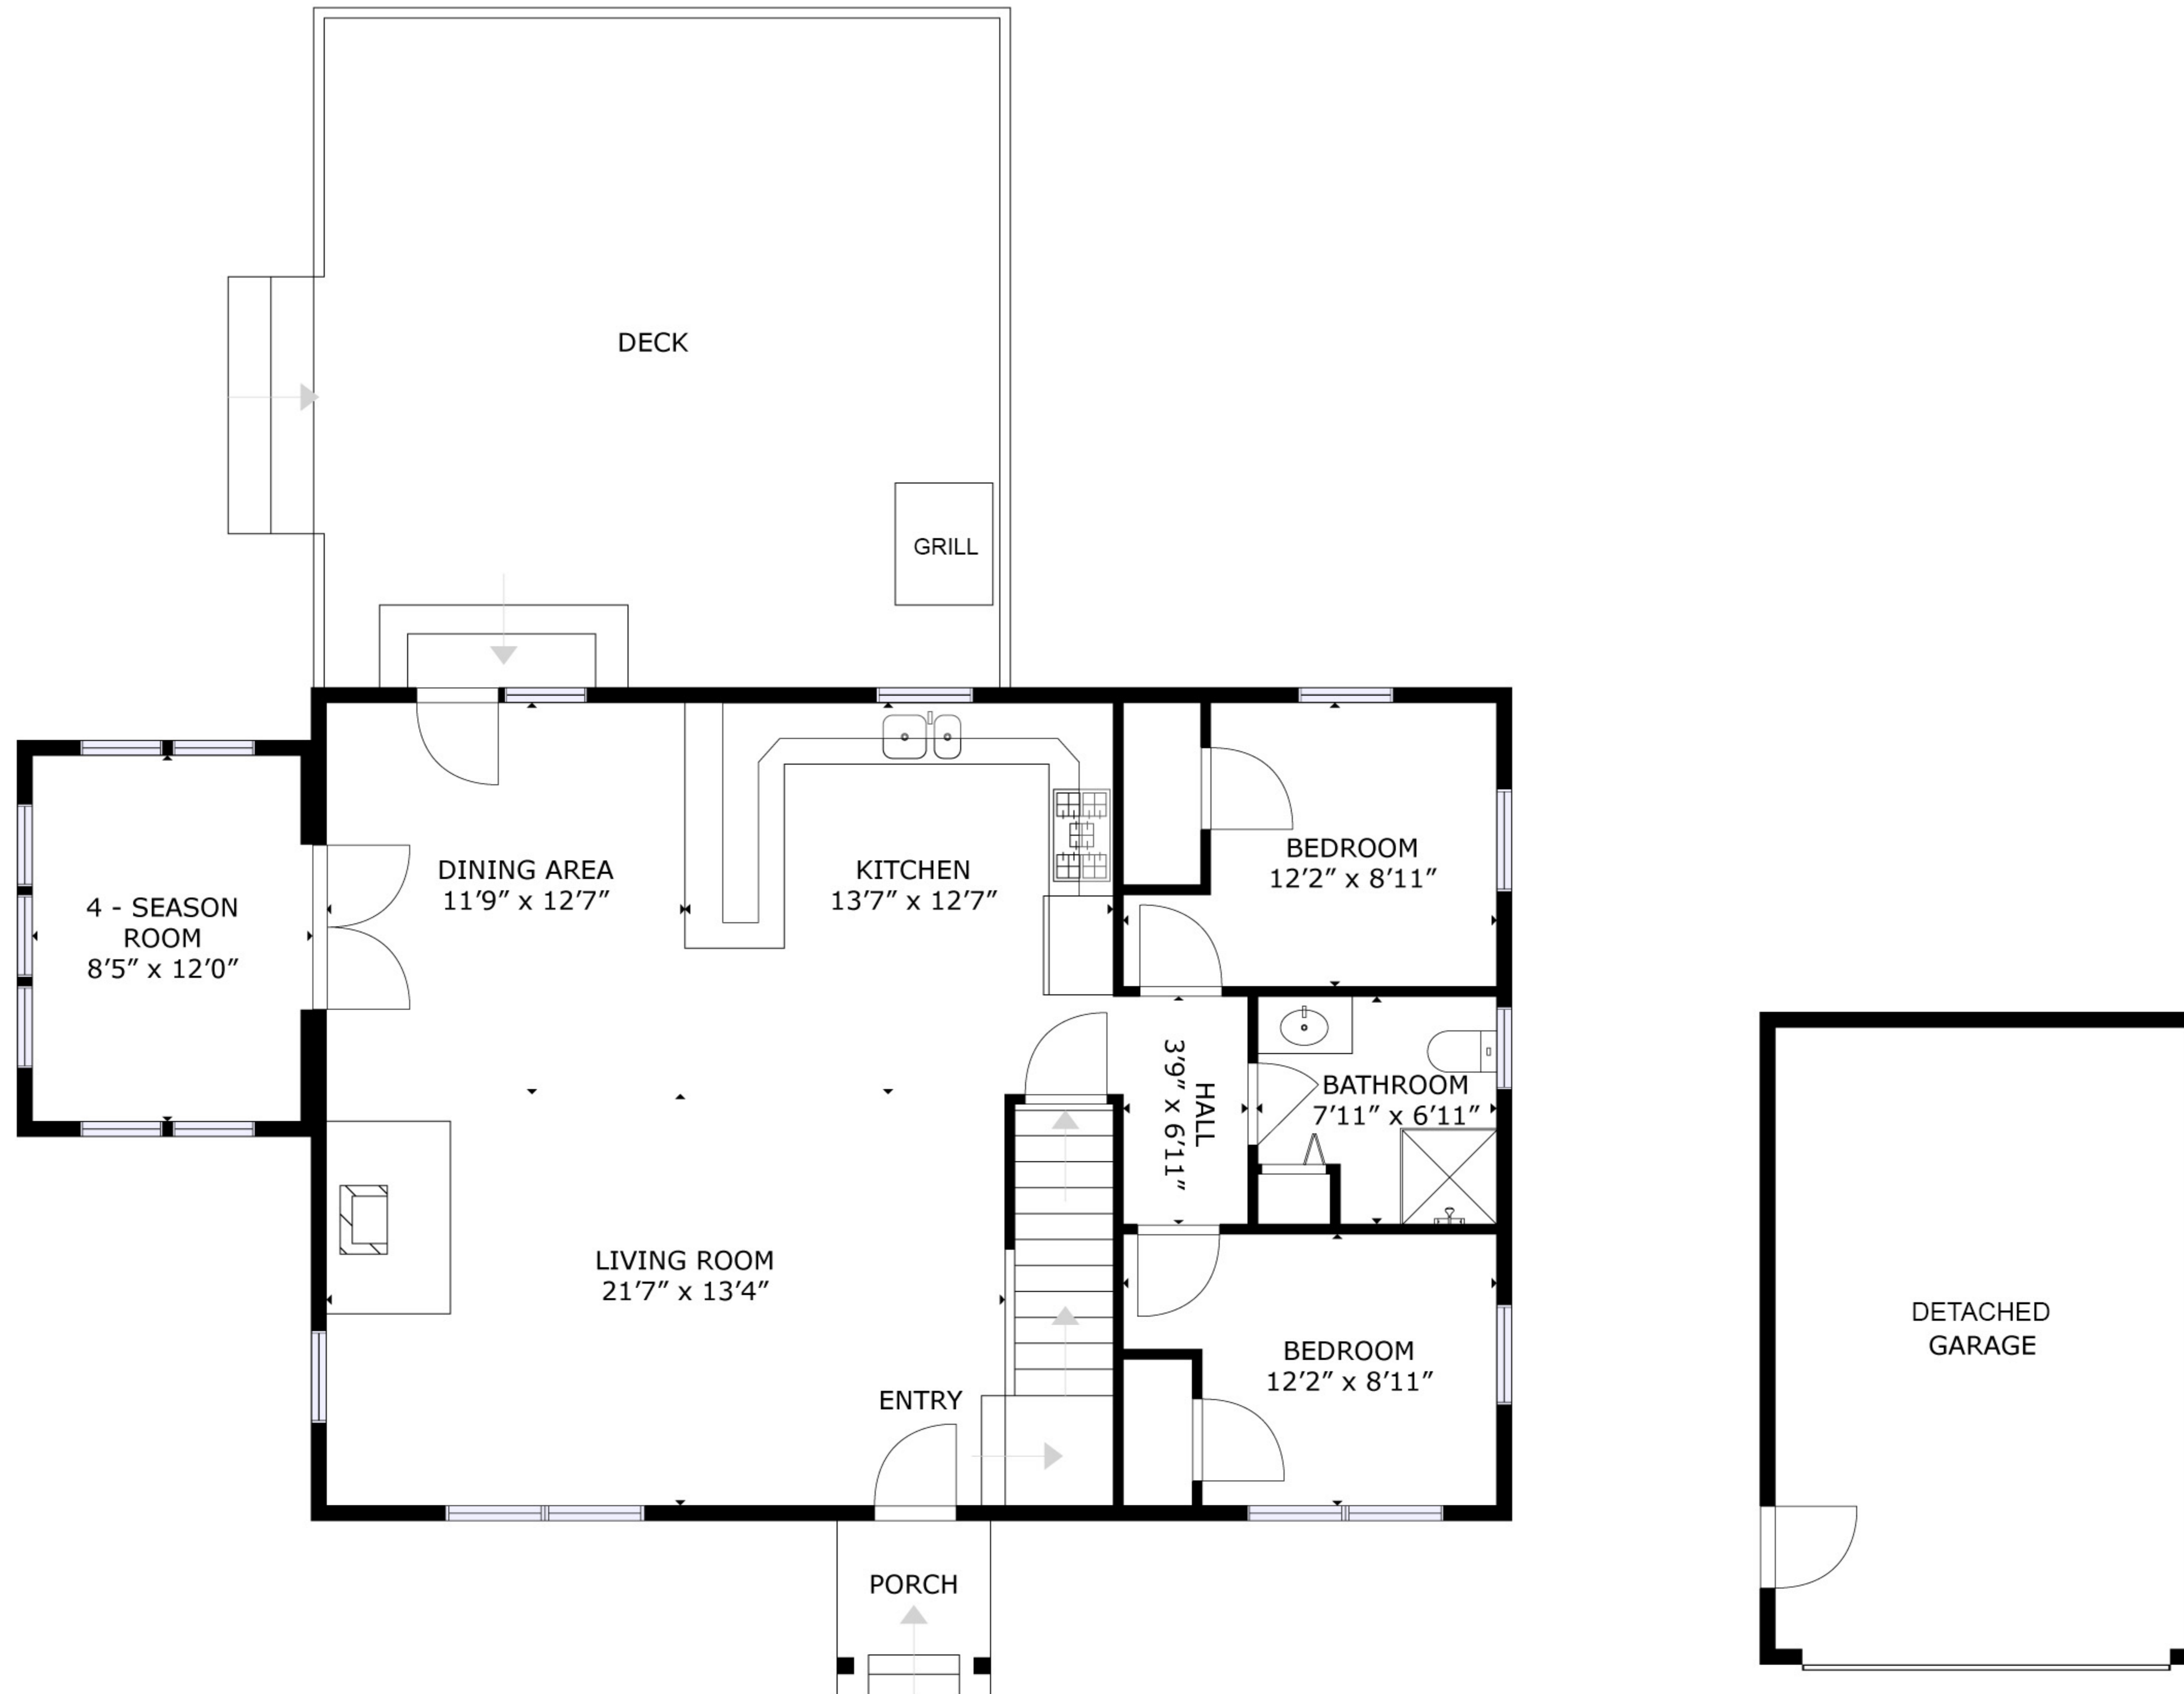 DECK
GRILL
DINING AREA
11'9" x 12'7"
KITCHEN
13'7" x 12'7"
BEDROOM
12'2" x 8'11"
4 - SEASON
ROOM
8'5" x 12'0"
HALL
3'9" x 6'11"
BATHROOM
7'11" x 6'11"
LIVING ROOM
21'7" x 13'4"
ENTRY
BEDROOM
12'2" x 8'11"
DETACHED
GARAGE
PORCH